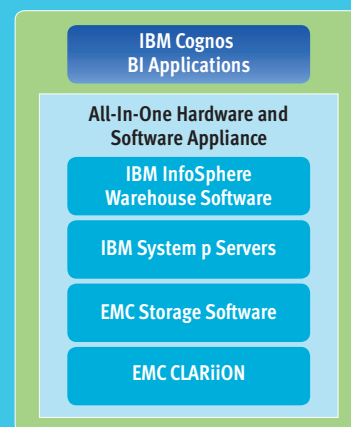 IBM Cognos
BI Applications
All-In-One Hardware and
Software Appliance
IBM InfoSphere
Warehouse Software
IBM System p Servers
EMC Storage Software
EMC CLARiiON